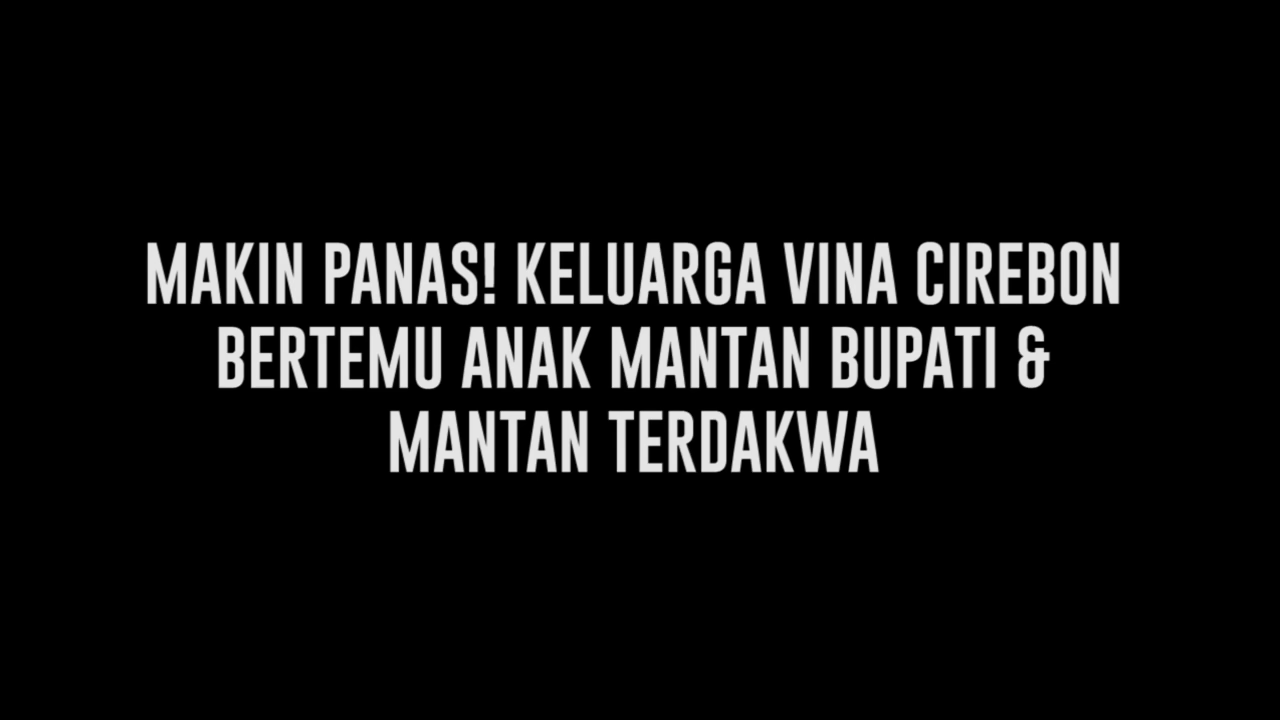 MAKIN PANAS! KELUARGA VINA CIREBON
BERTEMU ANAK MANTAN BUPATI &
MANTAN TERDAKWA